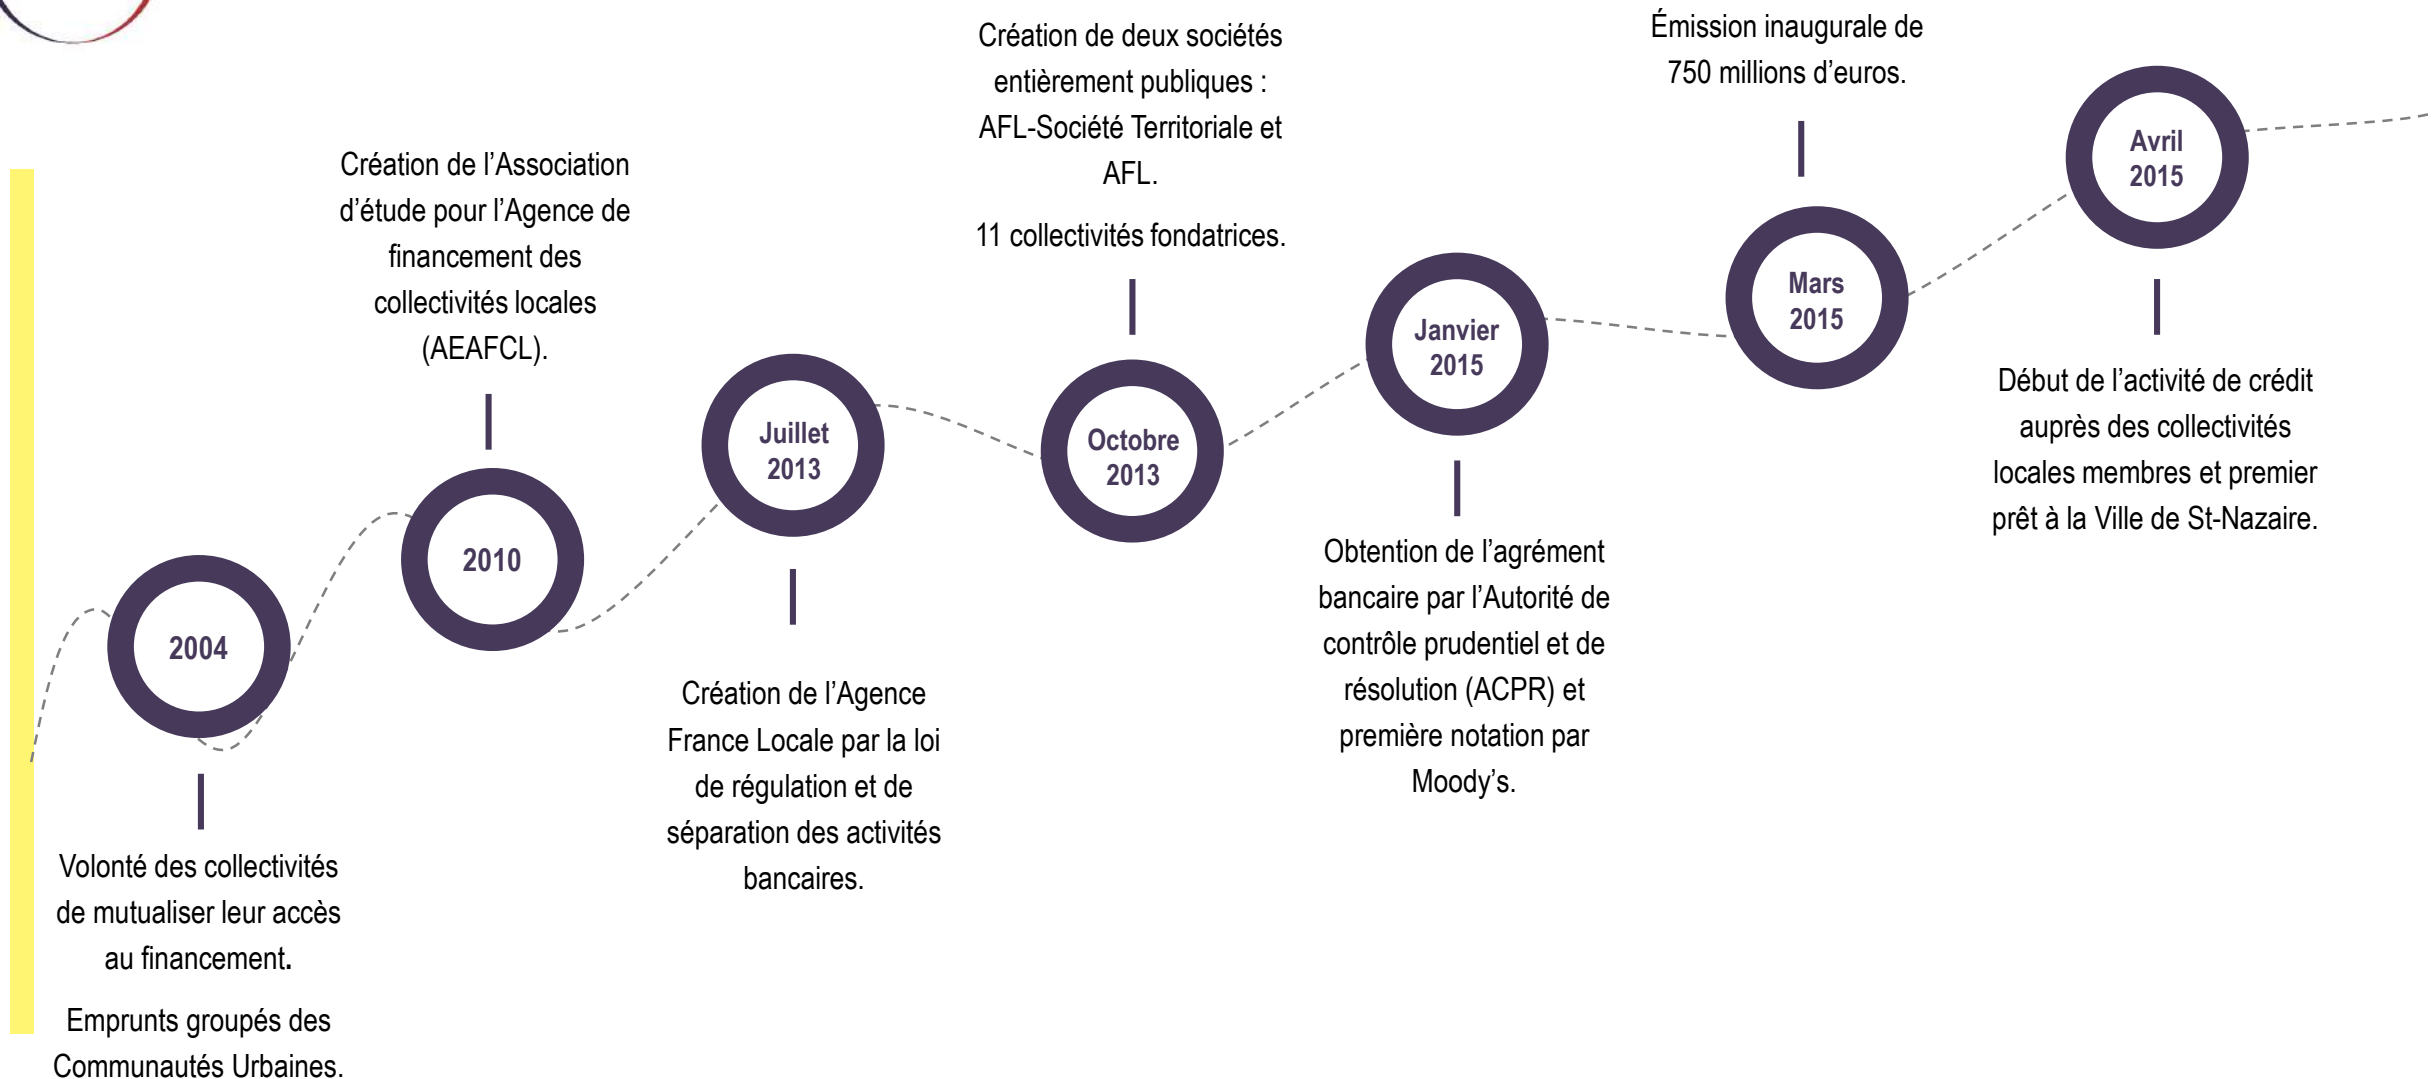 2004
Volonté des collectivités
de mutualiser leur accès
au financement.
Emprunts groupés des
Communautés Urbaines.
Création de l’Association
d’étude pour l’Agence de
financement des
collectivités locales
(AEAFCL).
2010
Juillet
2013
Création de l’Agence
France Locale par la loi
de régulation et de
séparation des activités
bancaires.
Création de deux sociétés
entièrement publiques :
AFL-Société Territoriale et
AFL.
11 collectivités fondatrices.
Octobre
2013
Janvier
2015
Obtention de l’agrément
bancaire par l’Autorité de
contrôle prudentiel et de
résolution (ACPR) et
première notation par
Moody’s.
Émission inaugurale de
750 millions d’euros.
Mars
2015
Avril
2015
Début de l’activité de crédit
auprès des collectivités
locales membres et premier
prêt à la Ville de St-Nazaire.